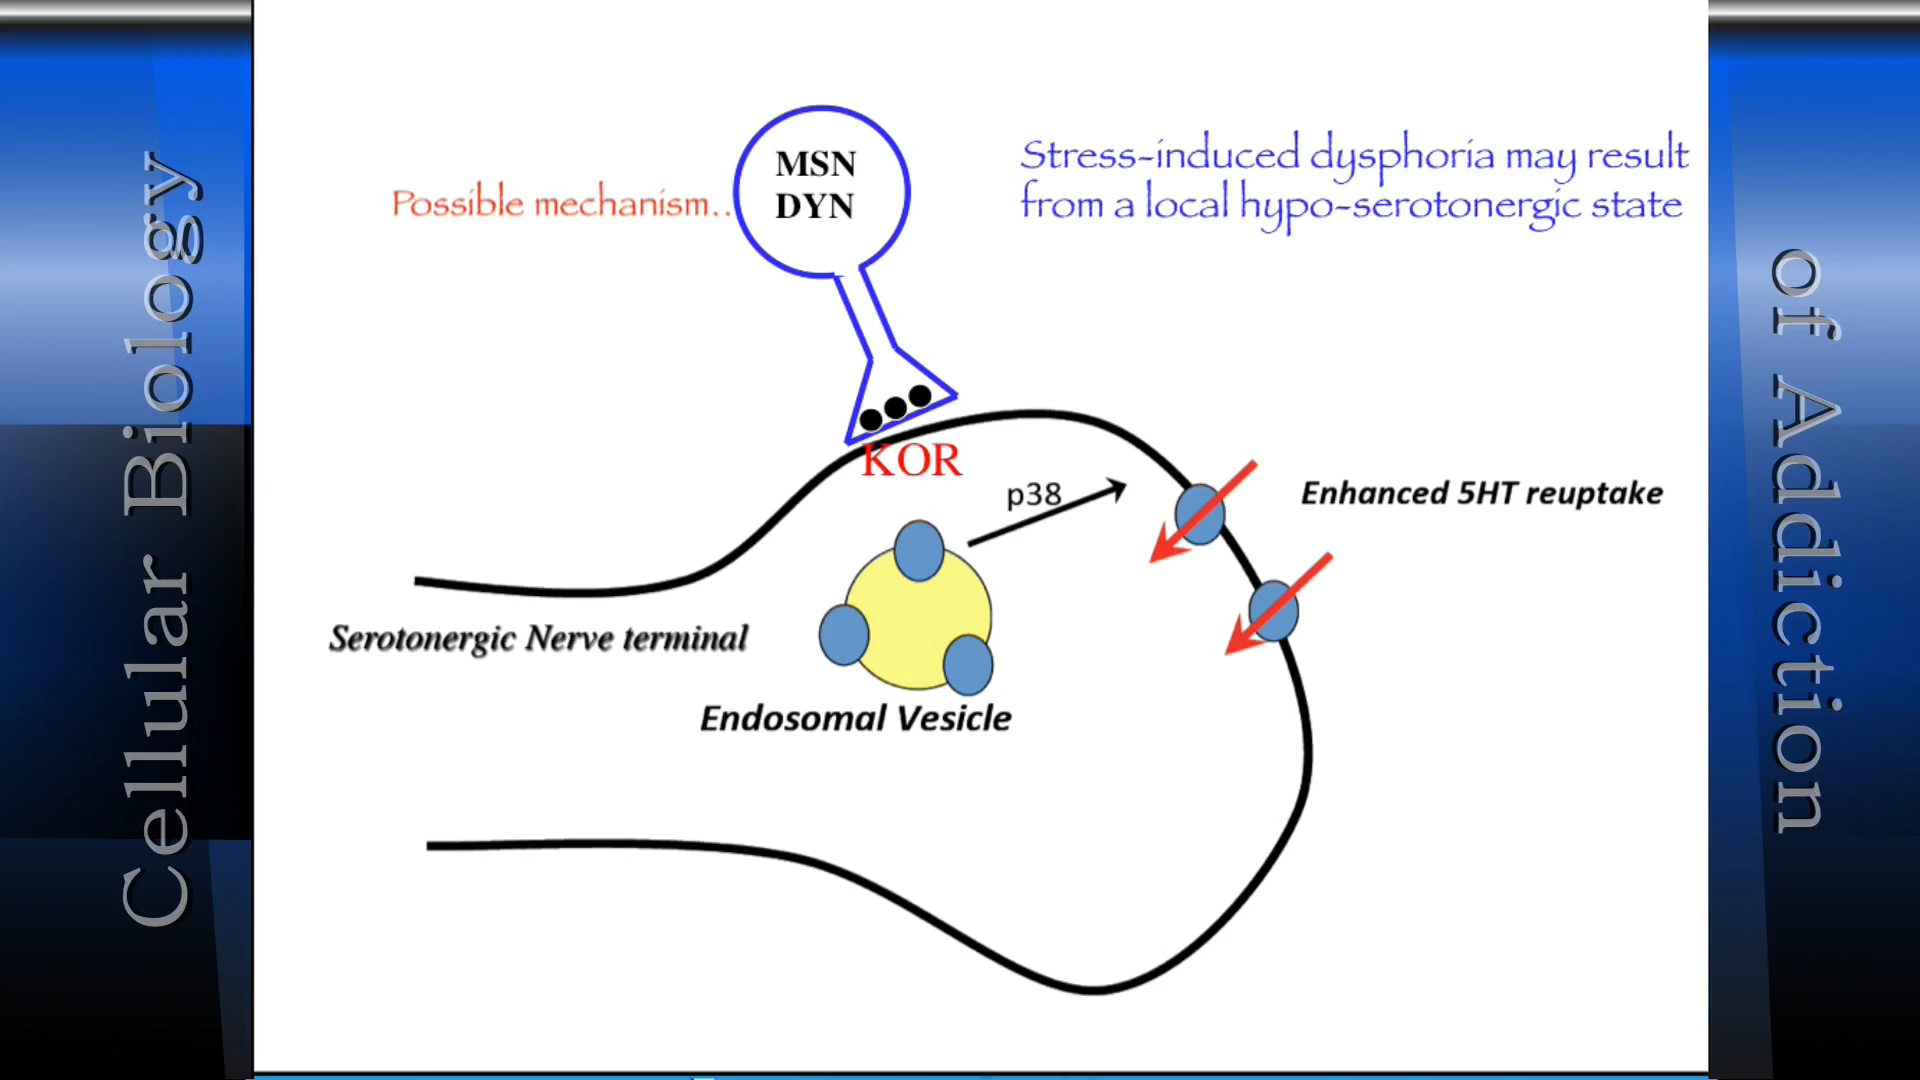 Cellular Biology
of Addiction
MSN
DYN
Possible mechanism..
Stress-induced dysphoria may result
from a local hypo-serotonergic state
KOR
p38
Enhanced 5HT reuptake
Serotonergic Nerve terminal
Endosomal Vesicle